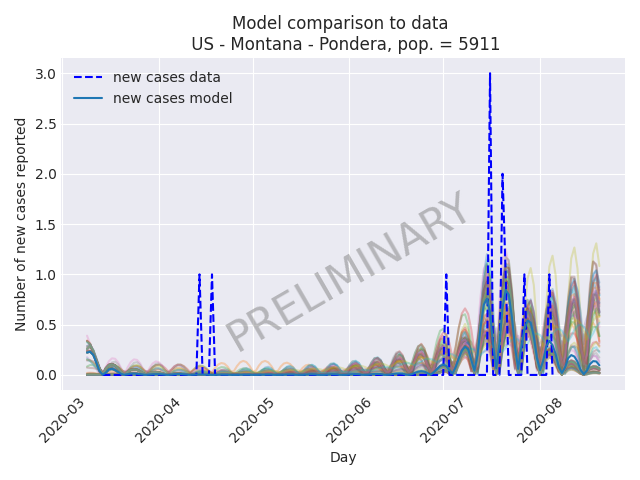 Model comparison to data
US - Montana - Pondera, pop. = 5911
3.0
2.5
2.0
1.5
1.0
0.5
0.0
Number of new cases reported
new cases data
new cases model
PRELIMINARY
2020-03
2020-04
2020-05
2020-06
2020-07
2020-08
Day